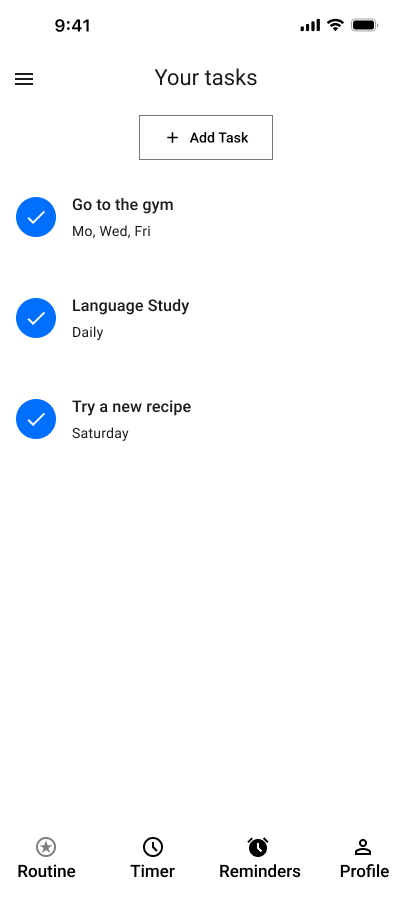 9:41
Your tasks
Add Task
Go to the gym
Mo, Wed, Fri
Language Study
Daily
Try a new recipe
Saturday
Routine Timer Reminders Profile